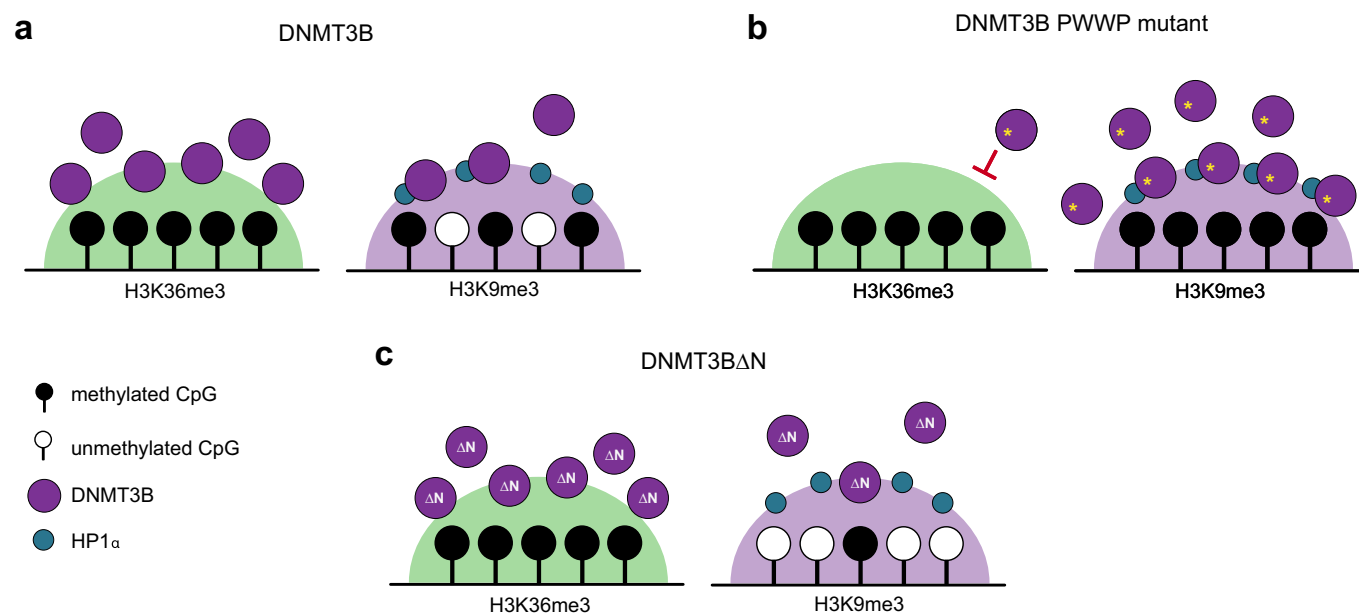 a
DNMT3B
H3K36me3
H3K9me3
b
DNMT3B PWWP mutant
*
* * * * * * * *
H3K36me3
H3K9me3
c
DNMT3BΔN
ΔN ΔN ΔN ΔN ΔN ΔN
ΔN ΔN ΔN
H3K36me3
H3K9me3
methylated CpG
unmethylated CpG
DNMT3B
HP1α